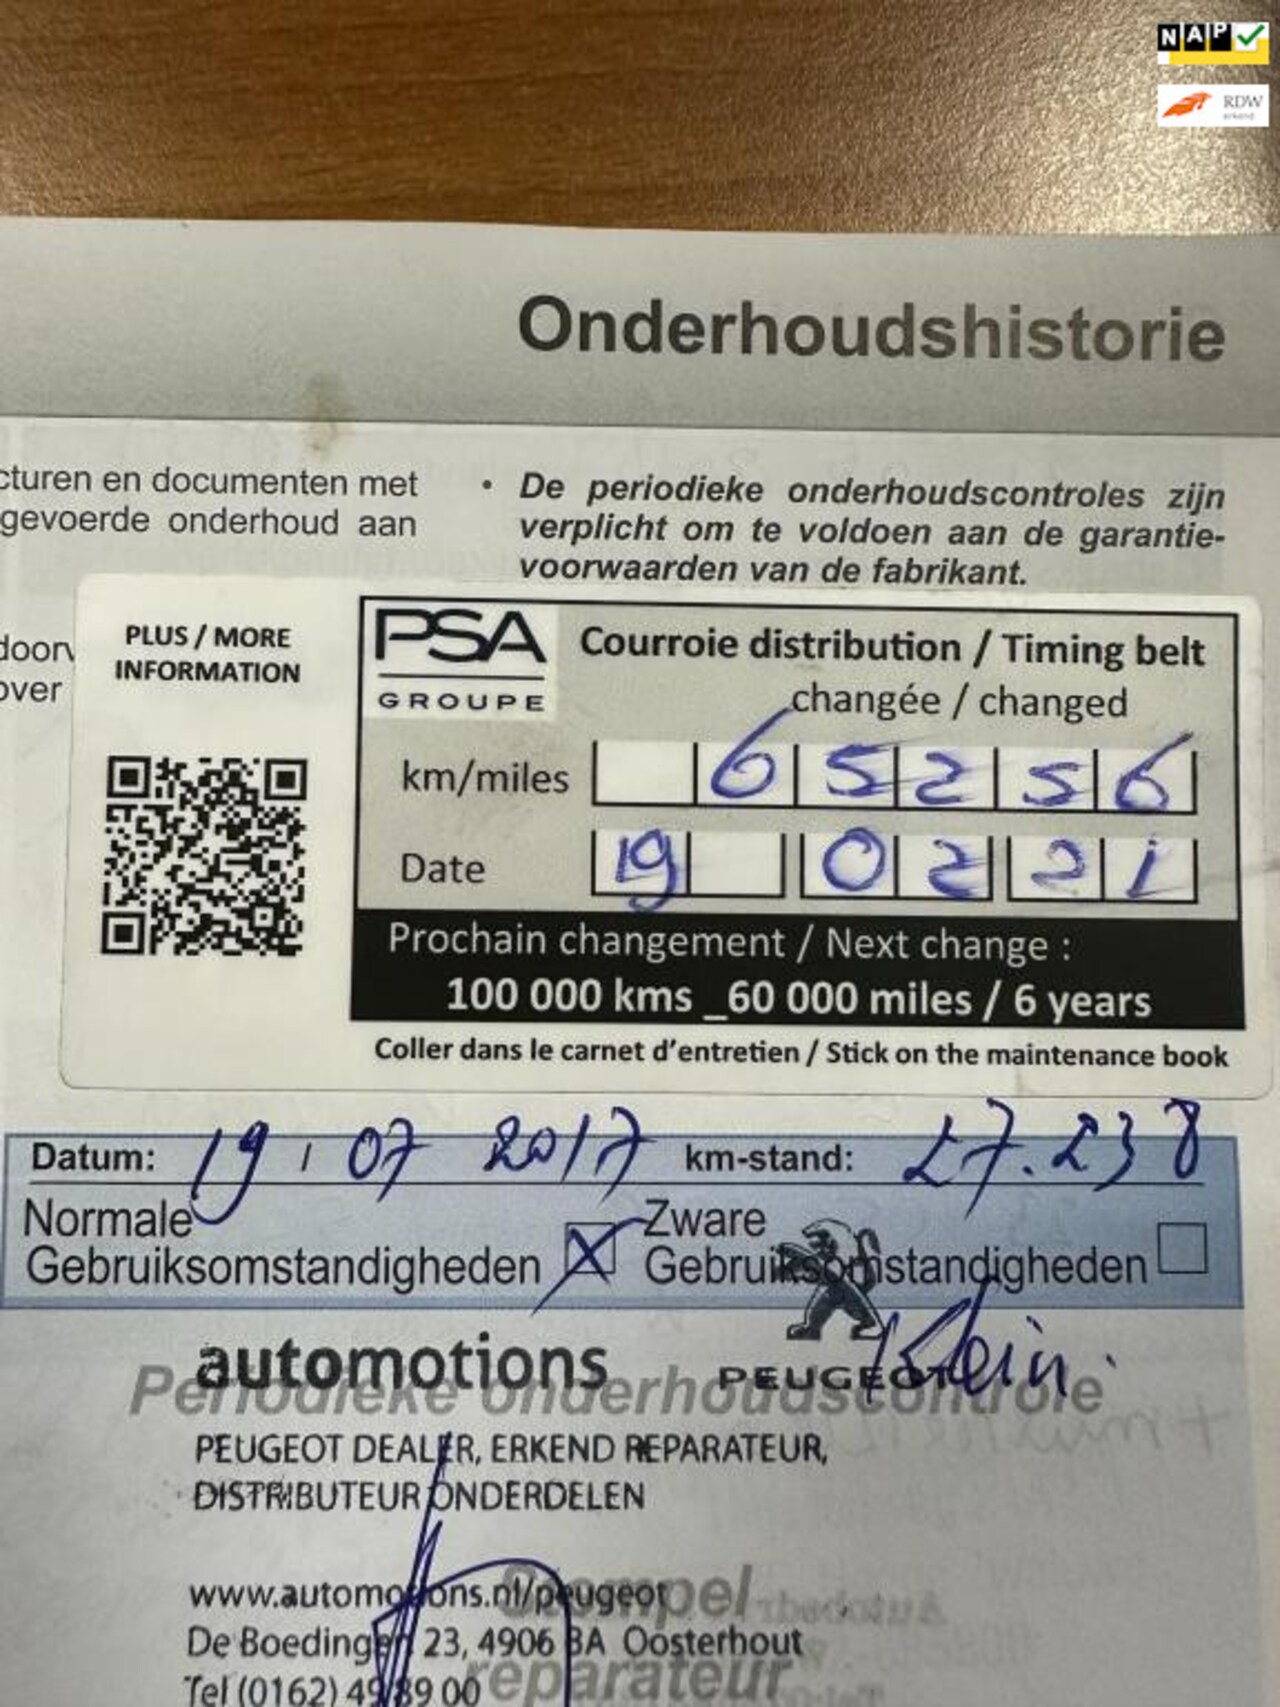 NAP
RDW
erkend
Onderhoudshistorie
cturen en documenten met
gevoerde onderhoud aan
• De periodieke onderhoudscontroles zijn
verplicht om te voldoen aan de garantie-
voorwaarden van de fabrikant.
over
PLUS / MORE
INFORMATION
PSA
GROUPE
Courroie distribution / Timing belt
changée / changed
km/miles 65256
Date 19 02 21
Prochain changement / Next change :
100 000 kms _60 000 miles / 6 years
Coller dans le carnet d'entretien / Stick on the maintenance book
Datum: 19 / 07 2017 km-stand: 27.238
Normale
Gebruiksomstandigheden
Zware
Gebruiksomstandigheden
automotions
PEUGEOT
Klein.
Periodieke onderhoudscontrole
PEUGEOT DEALER, ERKEND REPARATEUR,
DISTRIBUTEUR ONDERDELEN
www.automotions.nl/peugeot
Stempel
De Boedingen 23, 4906 BA Oosterhout
reparateur
Tel (0162) 49 89 00